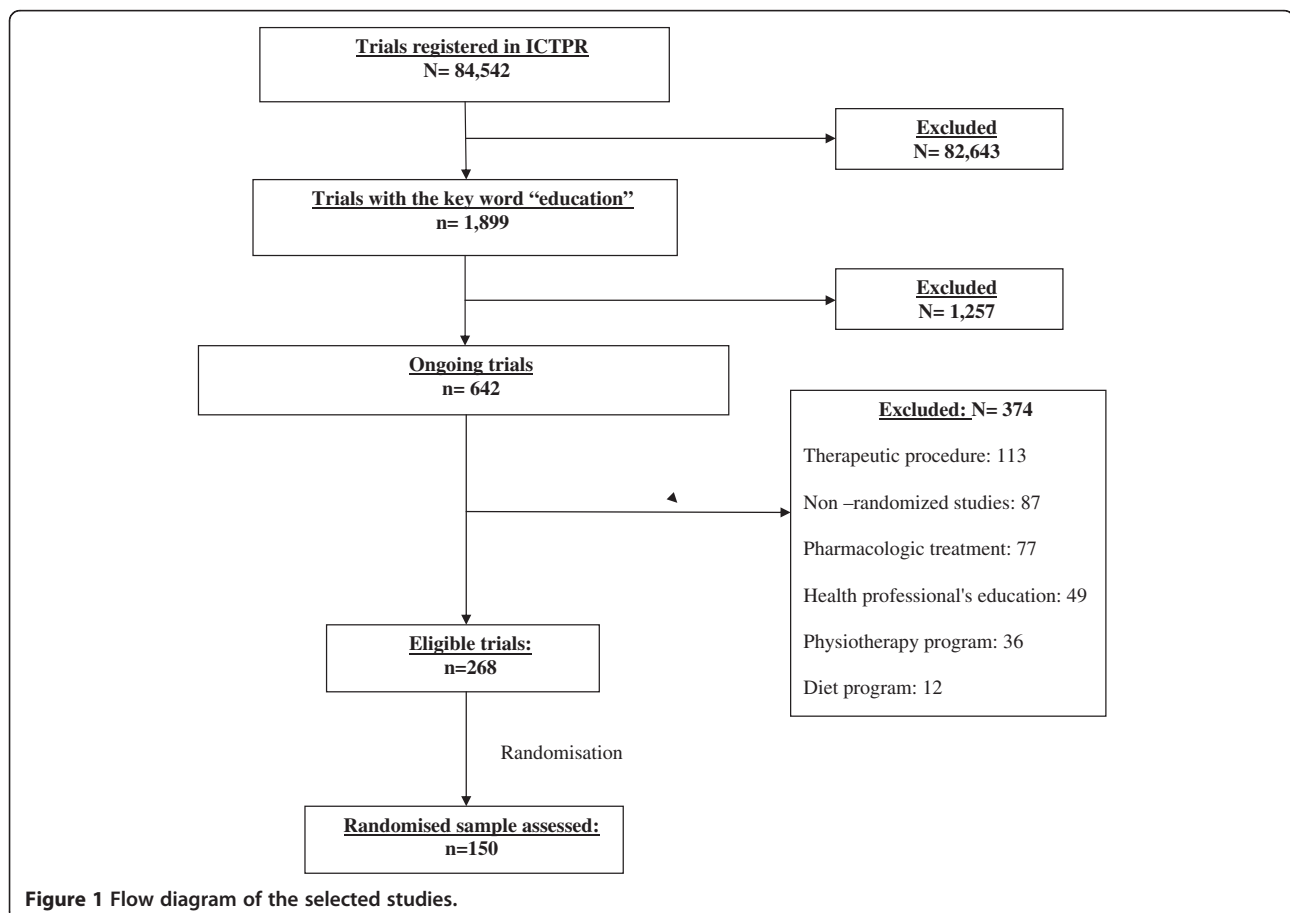 Trials registered in ICTPR
N= 84,542
Excluded
N= 82,643
Trials with the key word “education”
n= 1,899
Excluded
N= 1,257
Ongoing trials
n= 642
Excluded: N= 374
Therapeutic procedure: 113
Non –randomized studies: 87
Pharmacologic treatment: 77
Health professional's education: 49
Physiotherapy program: 36
Diet program: 12
Eligible trials:
n=268
Randomisation
Randomised sample assessed:
n=150
Figure 1 Flow diagram of the selected studies.